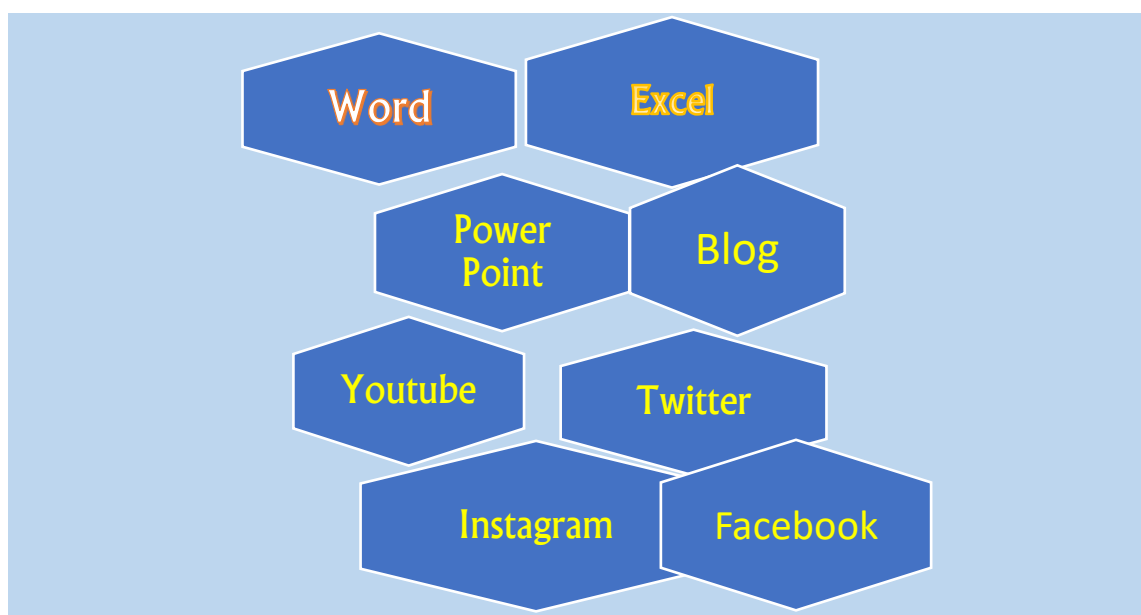 Word
Excel
Power
Point
Blog
Youtube
Twitter
Instagram
Facebook